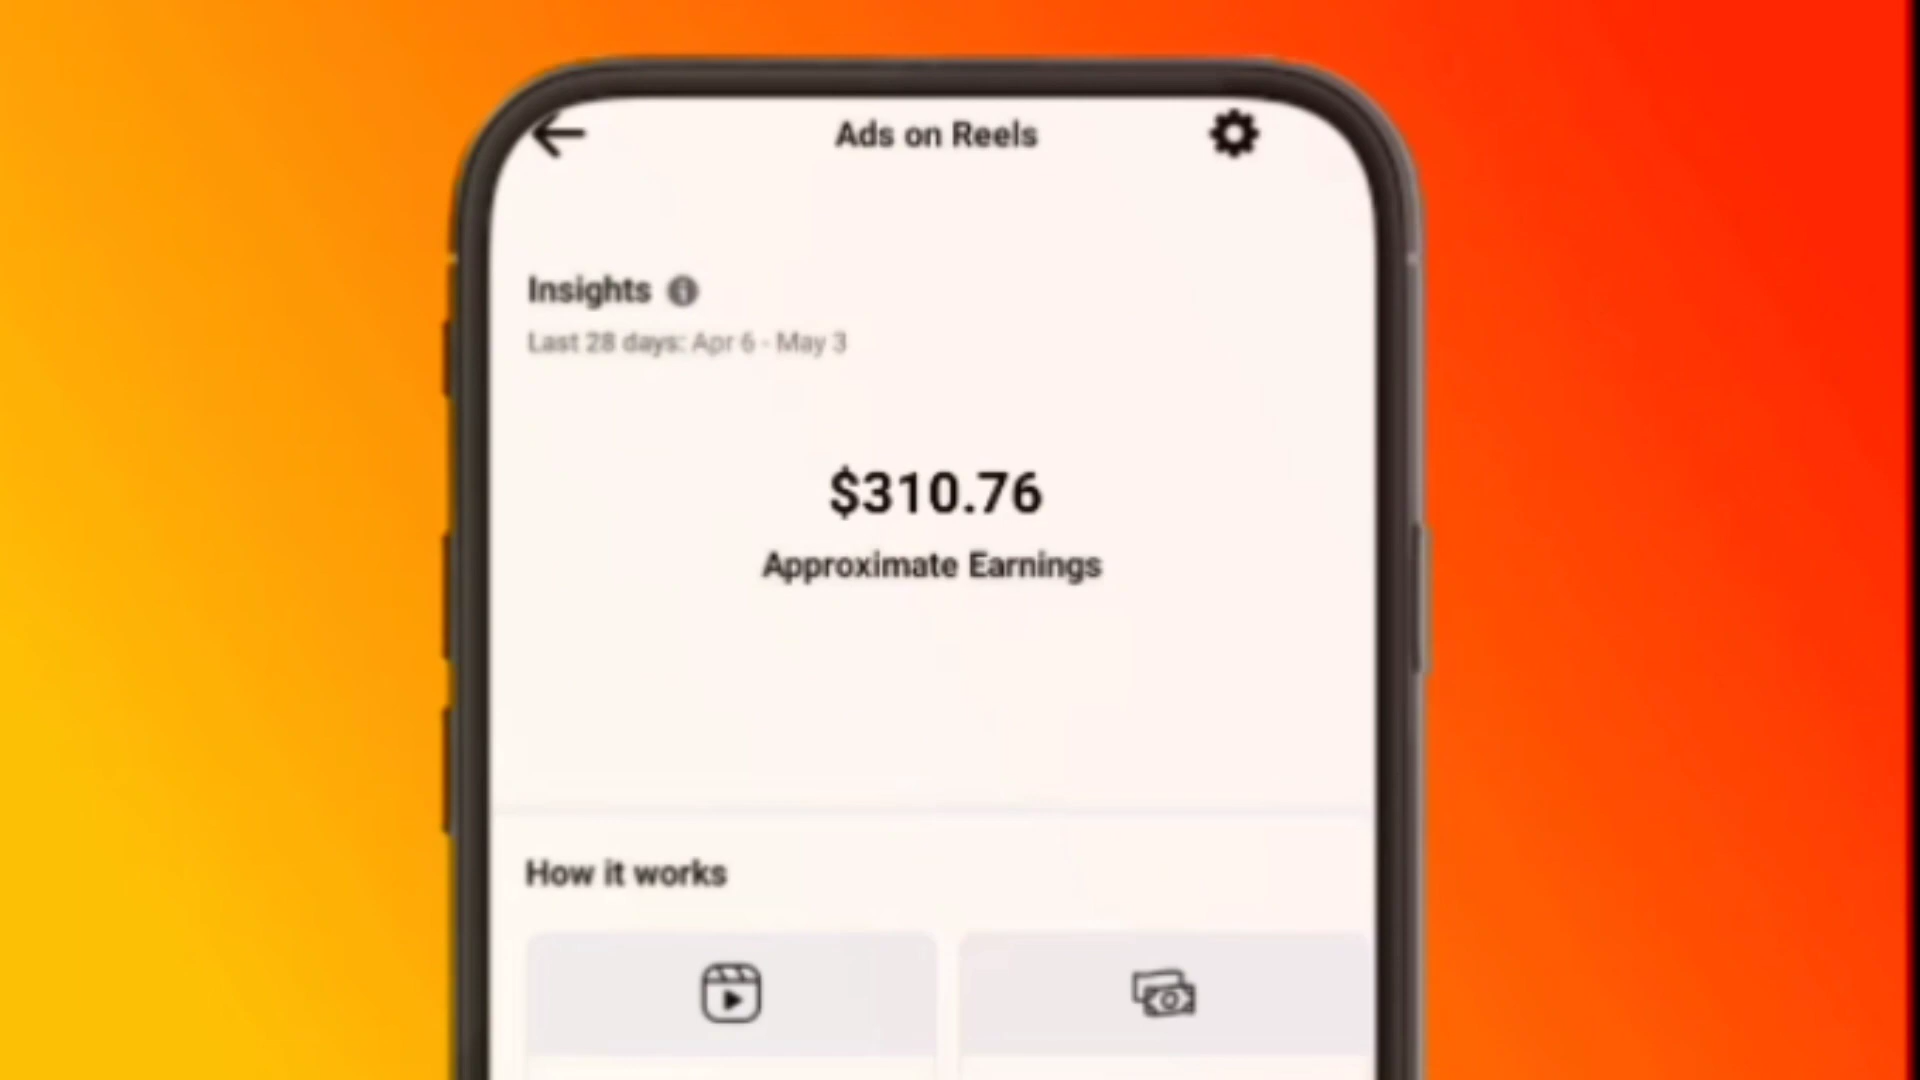 Ads on Reels
Insights
Last 28 days: Apr 6 - May 3
$310.76
Approximate Earnings
How it works